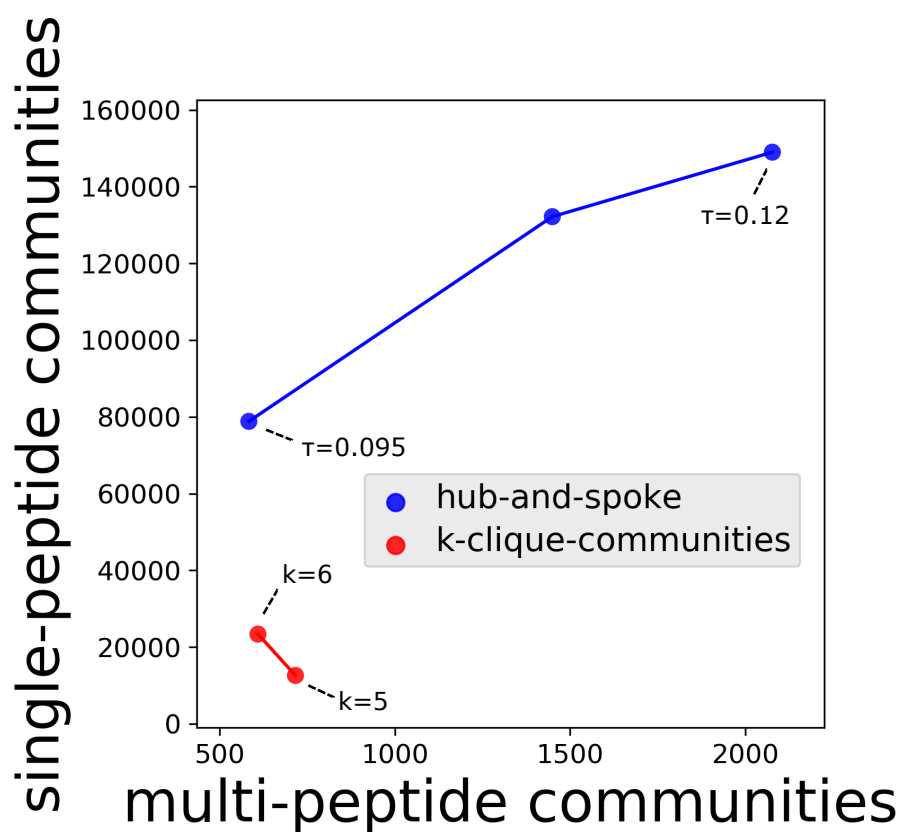 single-peptide communities
160000
140000
120000
100000
80000
60000
40000
20000
0
τ=0.12
τ=0.095
hub-and-spoke
k-clique-communities
k=6
k=5
500 1000 1500 2000
multi-peptide communities